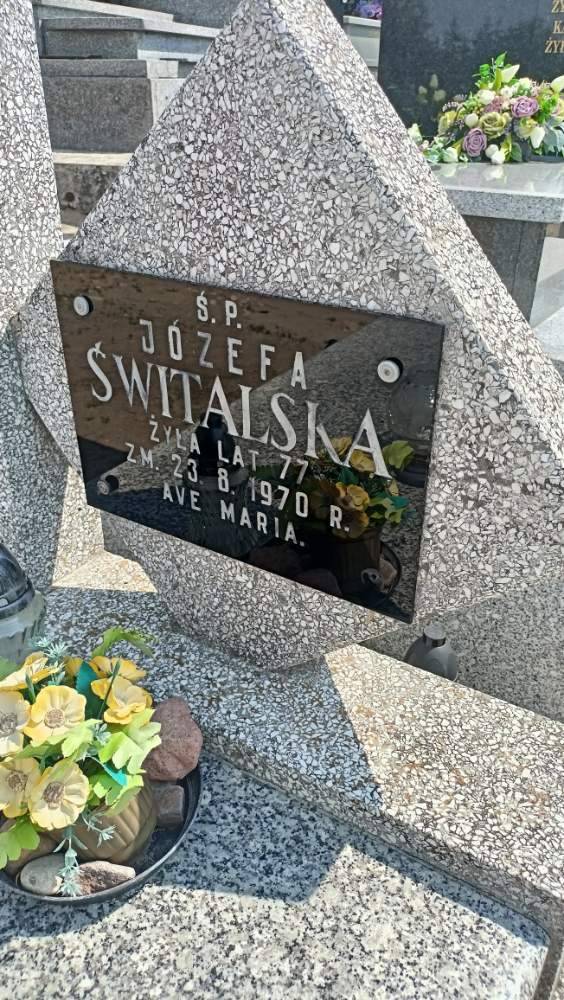 Ś.P.
JÓZEFA
ŚWITALSKA
ŻYŁA LAT 77
ZM. 23.8.1970 R.
AVE MARIA.